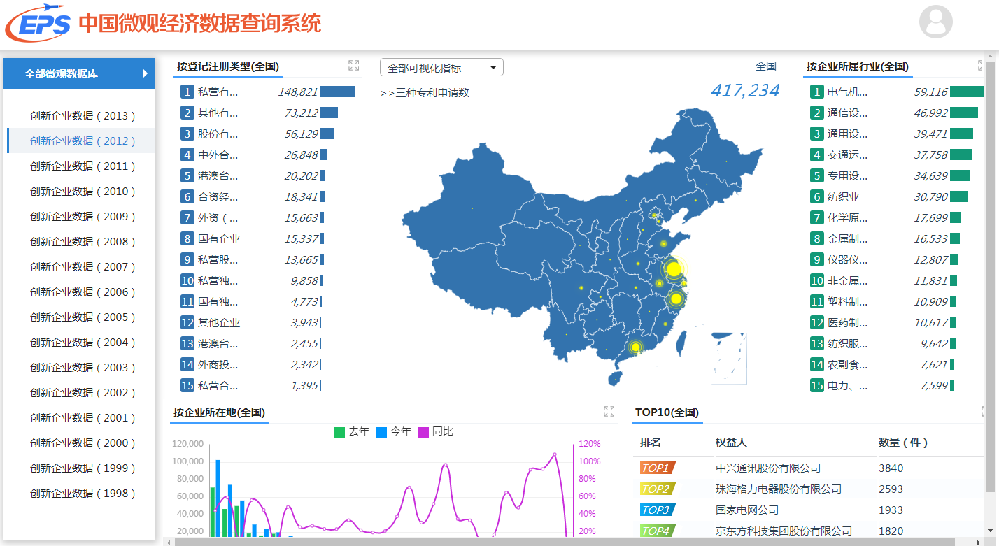 EPS 中国微观经济数据查询系统
全部微观数据库
创新企业数据（2013）
创新企业数据（2012）
创新企业数据（2011）
创新企业数据（2010）
创新企业数据（2009）
创新企业数据（2008）
创新企业数据（2007）
创新企业数据（2006）
创新企业数据（2005）
创新企业数据（2004）
创新企业数据（2003）
创新企业数据（2002）
创新企业数据（2001）
创新企业数据（2000）
创新企业数据（1999）
创新企业数据（1998）
按登记注册类型(全国)
1 私营有... 148,821
2 其他有... 73,212
3 股份有... 56,129
4 中外合... 26,848
5 港澳台... 20,202
6 合资经... 18,341
7 外资（... 15,663
8 国有企业 15,337
9 私营股... 13,665
10 私营独... 9,858
11 国有独... 4,773
12 其他企业 3,943
13 港澳台... 2,455
14 外商投... 2,342
15 私营合... 1,395
全部可视化指标
>>三种专利申请数
全国
417,234
按企业所属行业(全国)
1 电气机... 59,116
2 通信设... 46,992
3 通用设... 39,471
4 交通运... 37,758
5 专用设... 34,639
6 纺织业 30,790
7 化学原... 17,699
8 金属制... 16,533
9 仪器仪... 12,807
10 非金属... 11,831
11 塑料制... 10,909
12 医药制... 10,617
13 纺织服... 9,642
14 农副食... 7,621
15 电力、... 7,599
按企业所在地(全国)
去年 今年 同比
120,000 120%
100,000 100%
80,000 80%
60,000 60%
40,000 40%
20,000 20%
TOP10(全国)
排名 权益人 数量（件）
TOP1 中兴通讯股份有限公司 3840
TOP2 珠海格力电器股份有限公司 2593
TOP3 国家电网公司 1933
TOP4 京东方科技集团股份有限公司 1820